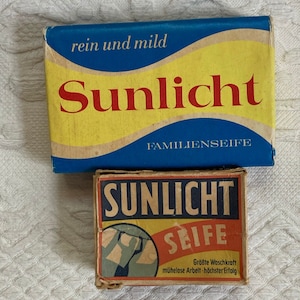 rein und mild
Sunlicht
FAMILIENSEIFE
SUNLICHT
SEIFE
Größte Waschkraft
mühelose Arbeit · höchster Erfolg